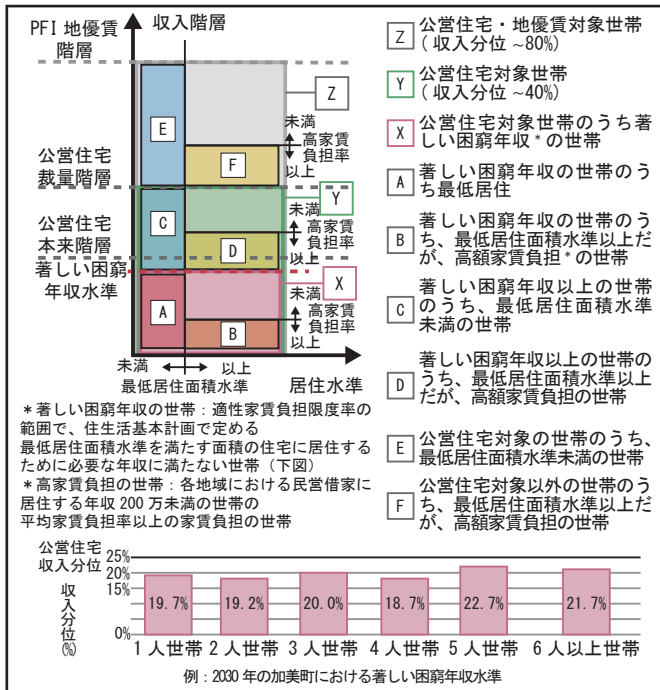 PFI 地優賃
階層
収入階層
公営住宅
裁量階層
公営住宅
本来階層
著しい困窮
年収水準
E
F
C
D
A
B
Z
Y
X
未満
高家賃
負担率
以上
未満
高家賃
負担率
以上
未満
高家賃
負担率
以上
未満
以上
最低居住面積水準
居住水準
*著しい困窮年収の世帯：適性家賃負担限度率の
範囲で、住生活基本計画で定める
最低居住面積水準を満たす面積の住宅に居住する
ために必要な年収に満たない世帯（下図）
*高家賃負担の世帯：各地域における民営借家に
居住する年収 200 万未満の世帯の
平均家賃負担率以上の家賃負担の世帯
Z 公営住宅・地優賃対象世帯
(収入分位 ~80%)
Y 公営住宅対象世帯
(収入分位 ~40%)
X 公営住宅対象世帯のうち著
しい困窮年収*の世帯
A 著しい困窮年収の世帯のう
ち最低居住
B 著しい困窮年収の世帯のう
ち、最低居住面積水準以上だ
が、高額家賃負担*の世帯
C 著しい困窮年収以上の世帯
のうち、最低居住面積水準
未満の世帯
D 著しい困窮年収以上の世帯の
うち、最低居住面積水準以上
だが、高額家賃負担の世帯
E 公営住宅対象の世帯のうち、
最低居住面積水準未満の世帯
F 公営住宅対象以外の世帯のう
ち、最低居住面積水準以上だ
が、高額家賃負担の世帯
公営住宅
収入分位
収入分位(%)
25%
20%
15%
0%
19.7%
19.2%
20.0%
18.7%
22.7%
21.7%
1 人世帯 2 人世帯 3 人世帯 4 人世帯 5 人世帯 6 人以上世帯
例：2030 年の加美町における著しい困窮年収水準